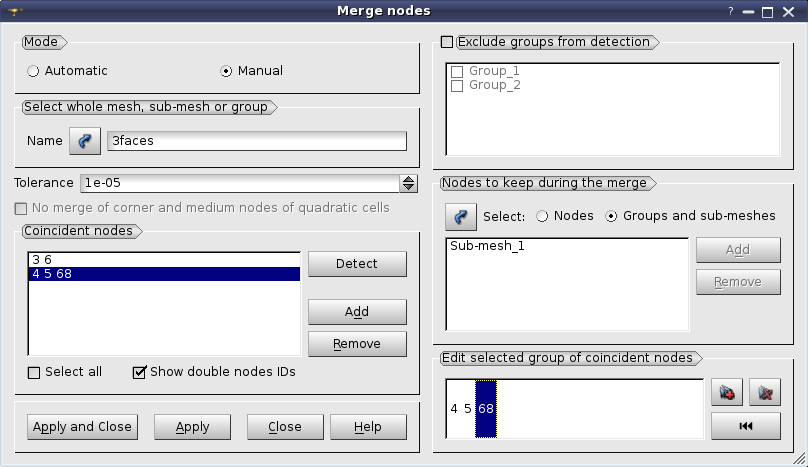 Merge nodes
?
Mode
Automatic
Manual
Select whole mesh, sub-mesh or group
Name
3faces
Tolerance
1e-05
No merge of corner and medium nodes of quadratic cells
Coincident nodes
3 6
4 5 68
Detect
Add
Remove
Select all
Show double nodes IDs
Apply and Close
Apply
Close
Help
Exclude groups from detection
Group_1
Group_2
Nodes to keep during the merge
Select:
Nodes
Groups and sub-meshes
Sub-mesh_1
Add
Remove
Edit selected group of coincident nodes
4 5 68